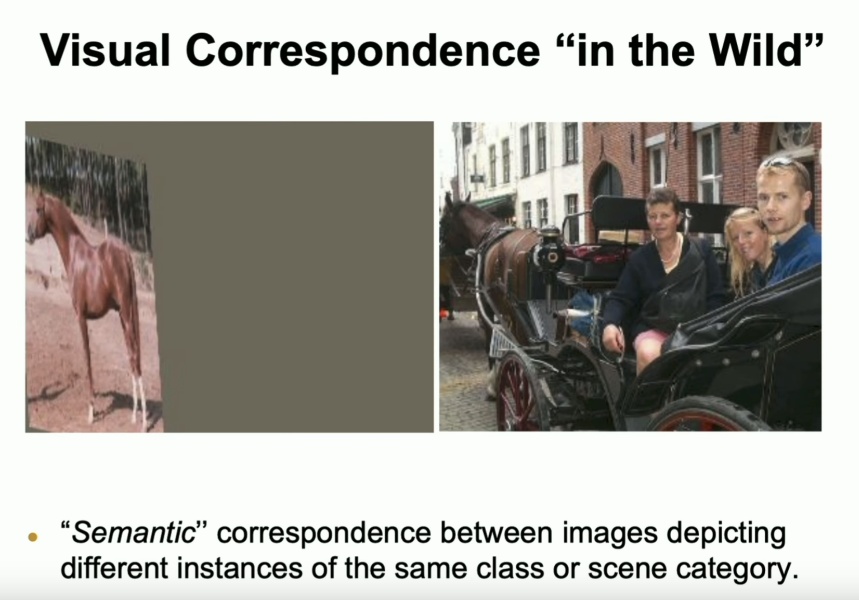 Visual Correspondence “in the Wild”
“Semantic” correspondence between images depicting
different instances of the same class or scene category.